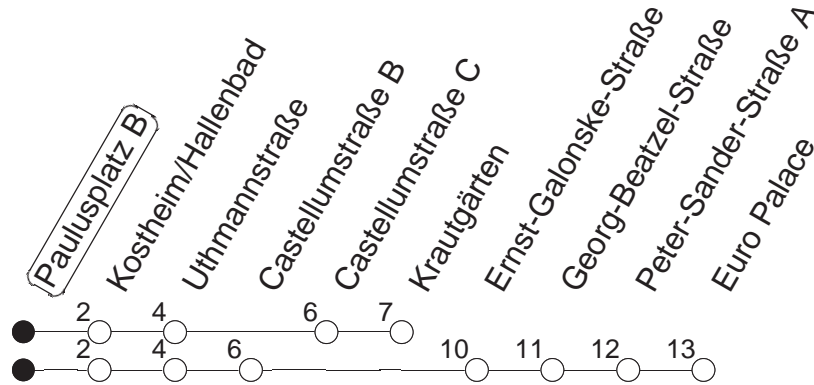 Paulusplatz B
Kostheim/Hallenbad
Uthmannstraße
Castellumstraße B
Castellumstraße C
Krautgärten
Ernst-Galonske-Straße
Georg-Beatzel-Straße
Peter-Sander-Straße A
Euro Palace
2 4 6 7
2 4 6 10 11 12 13